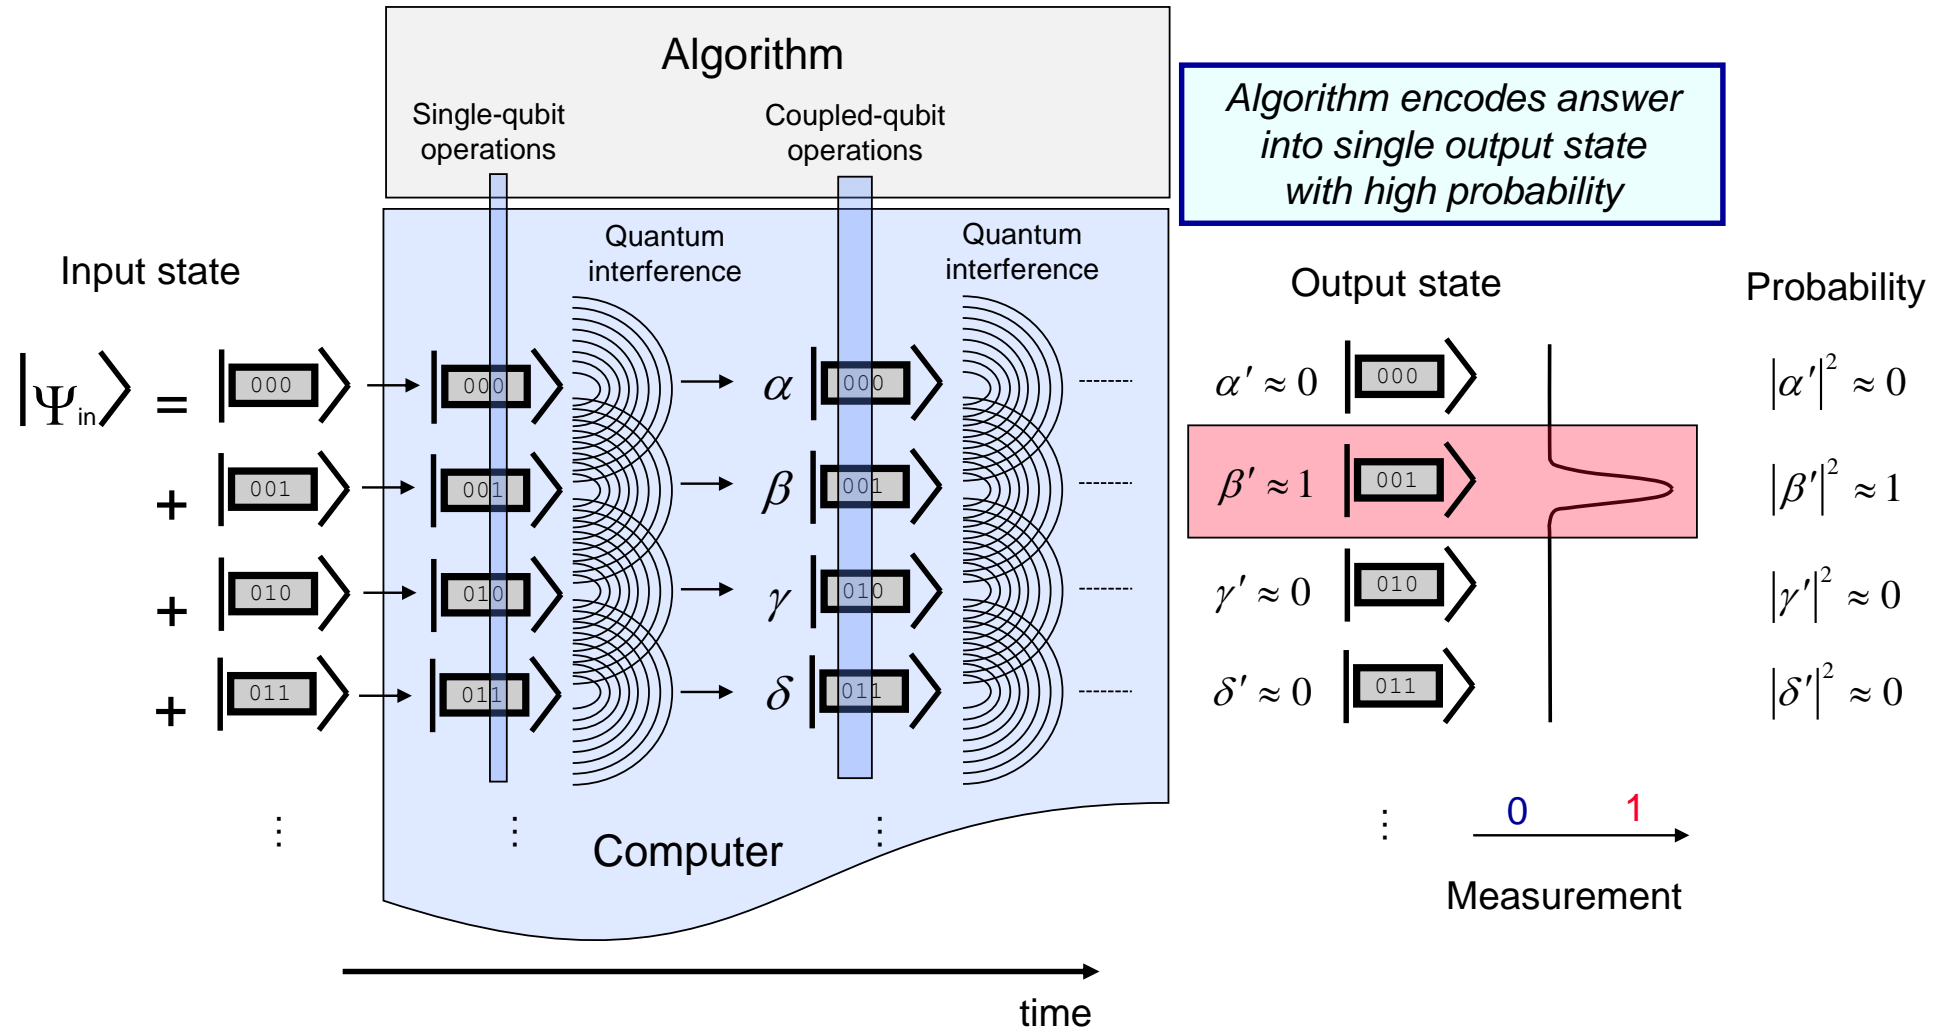 Algorithm
Single-qubit
operations
Coupled-qubit
operations
Algorithm encodes answer
into single output state
with high probability
Quantum
interference
Quantum
interference
Input state
Output state
Probability
|Ψin⟩ = |000⟩ → |000⟩ → α |000⟩ α′ ≈ 0 |000⟩ |α′|² ≈ 0
+ |001⟩ → |001⟩ → β |001⟩ β′ ≈ 1 |001⟩ |β′|² ≈ 1
+ |010⟩ → |010⟩ → γ |010⟩ γ′ ≈ 0 |010⟩ |γ′|² ≈ 0
+ |011⟩ → |011⟩ → δ |011⟩ δ′ ≈ 0 |011⟩ |δ′|² ≈ 0
⋮ ⋮ ⋮ ⋮
0 1
Computer
Measurement
time